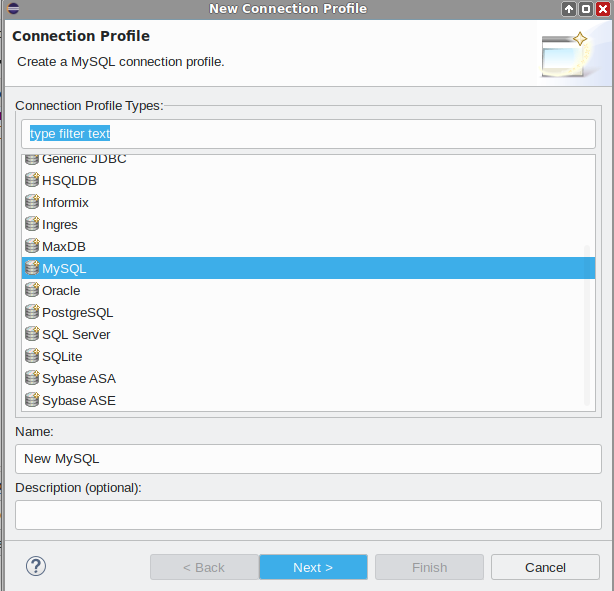 New Connection Profile
Connection Profile
Create a MySQL connection profile.
Connection Profile Types:
type filter text
Generic JDBC
HSQLDB
Informix
Ingres
MaxDB
MySQL
Oracle
PostgreSQL
SQL Server
SQLite
Sybase ASA
Sybase ASE
Name:
New MySQL
Description (optional):
? < Back Next > Finish Cancel